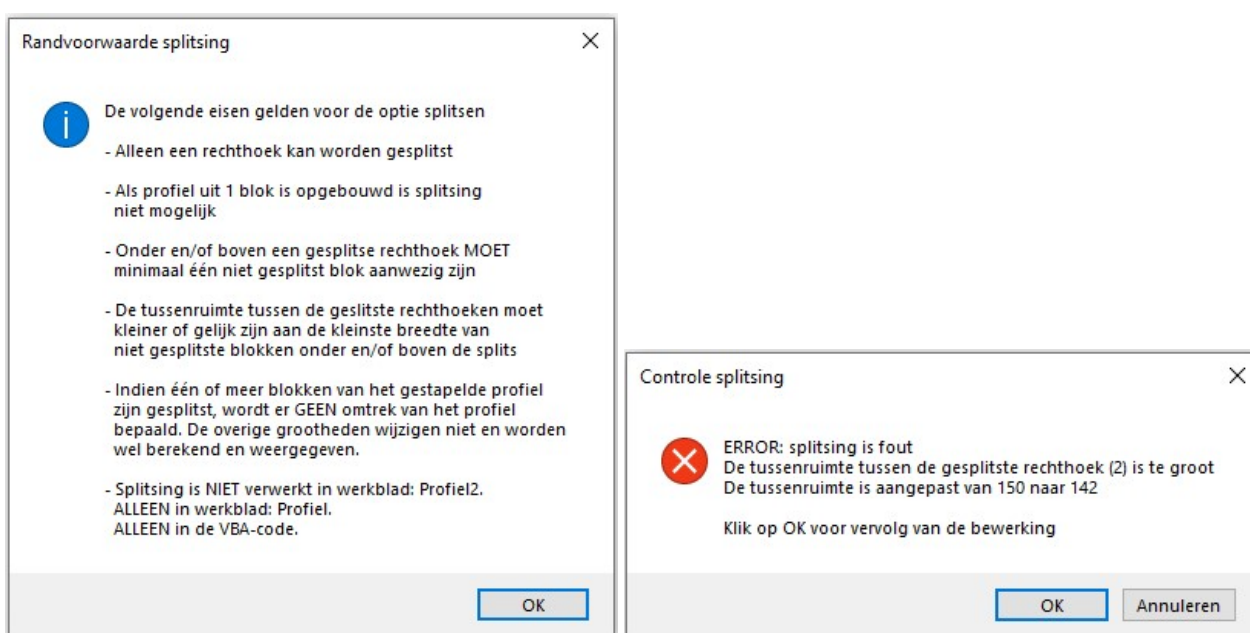 Randvoorwaarde splitsing
De volgende eisen gelden voor de optie splitsen
- Alleen een rechthoek kan worden gesplitst
- Als profiel uit 1 blok is opgebouwd is splitsing
niet mogelijk
- Onder en/of boven een gesplitse rechthoek MOET
minimaal één niet gesplitst blok aanwezig zijn
- De tussenruimte tussen de geslitste rechthoeken moet
kleiner of gelijk zijn aan de kleinste breedte van
niet gesplitste blokken onder en/of boven de splits
- Indien één of meer blokken van het gestapelde profiel
zijn gesplitst, wordt er GEEN omtrek van het profiel
bepaald. De overige grootheden wijzigen niet en worden
wel berekend en weergegeven.
- Splitsing is NIET verwerkt in werkblad: Profiel2.
ALLEEN in werkblad: Profiel.
ALLEEN in de VBA-code.
OK
Controle splitsing
ERROR: splitsing is fout
De tussenruimte tussen de gesplitste rechthoek (2) is te groot
De tussenruimte is aangepast van 150 naar 142
Klik op OK voor vervolg van de bewerking
OK
Annuleren